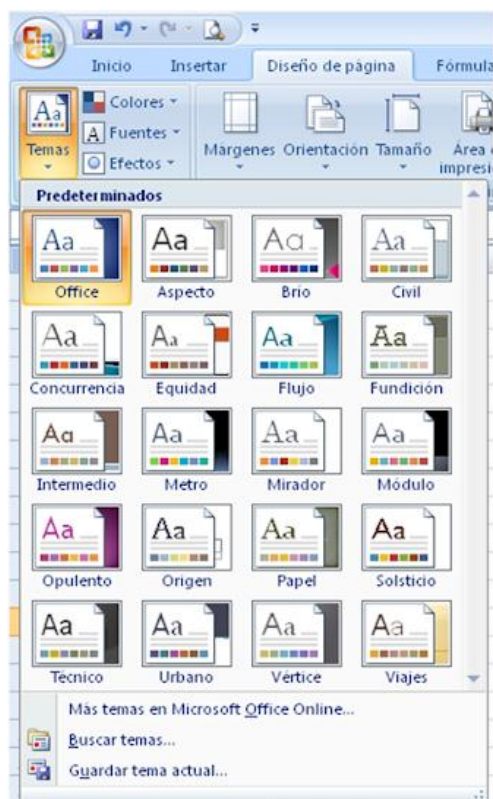 Inicio Insertar Diseño de página Fórmula
Aa Colores
Temas A Fuentes
Efectos
Márgenes Orientación Tamaño Área
impresi
Predeterminados
Aa Aa Aa Aa
Office Aspecto Brío Civil
Aa Aa Aa Aa
Concurrencia Equidad Flujo Fundición
Aa Aa Aa Aa
Intermedio Metro Mirador Módulo
Aa Aa Aa Aa
Opulento Origen Papel Solsticio
Aa Aa Aa Aa
Técnico Urbano Vértice Viajes
Más temas en Microsoft Office Online...
Buscar temas...
Guardar tema actual...